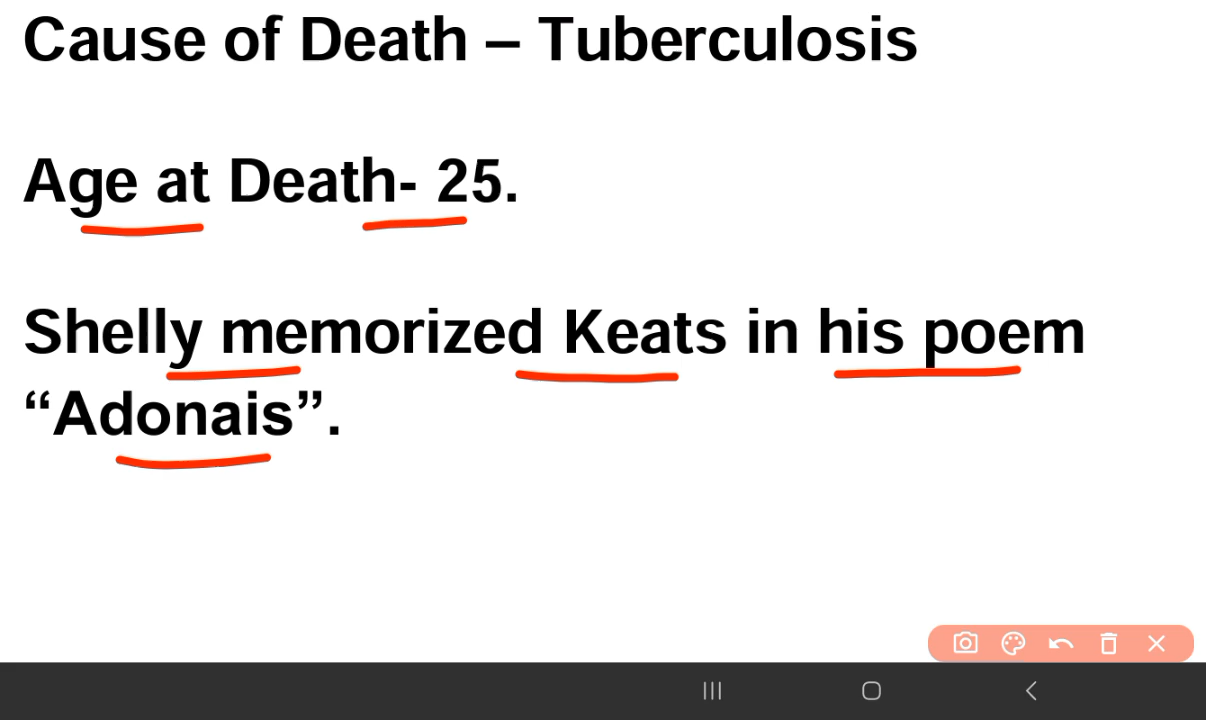 Cause of Death – Tuberculosis
Age at Death- 25.
Shelly memorized Keats in his poem
“Adonais”.